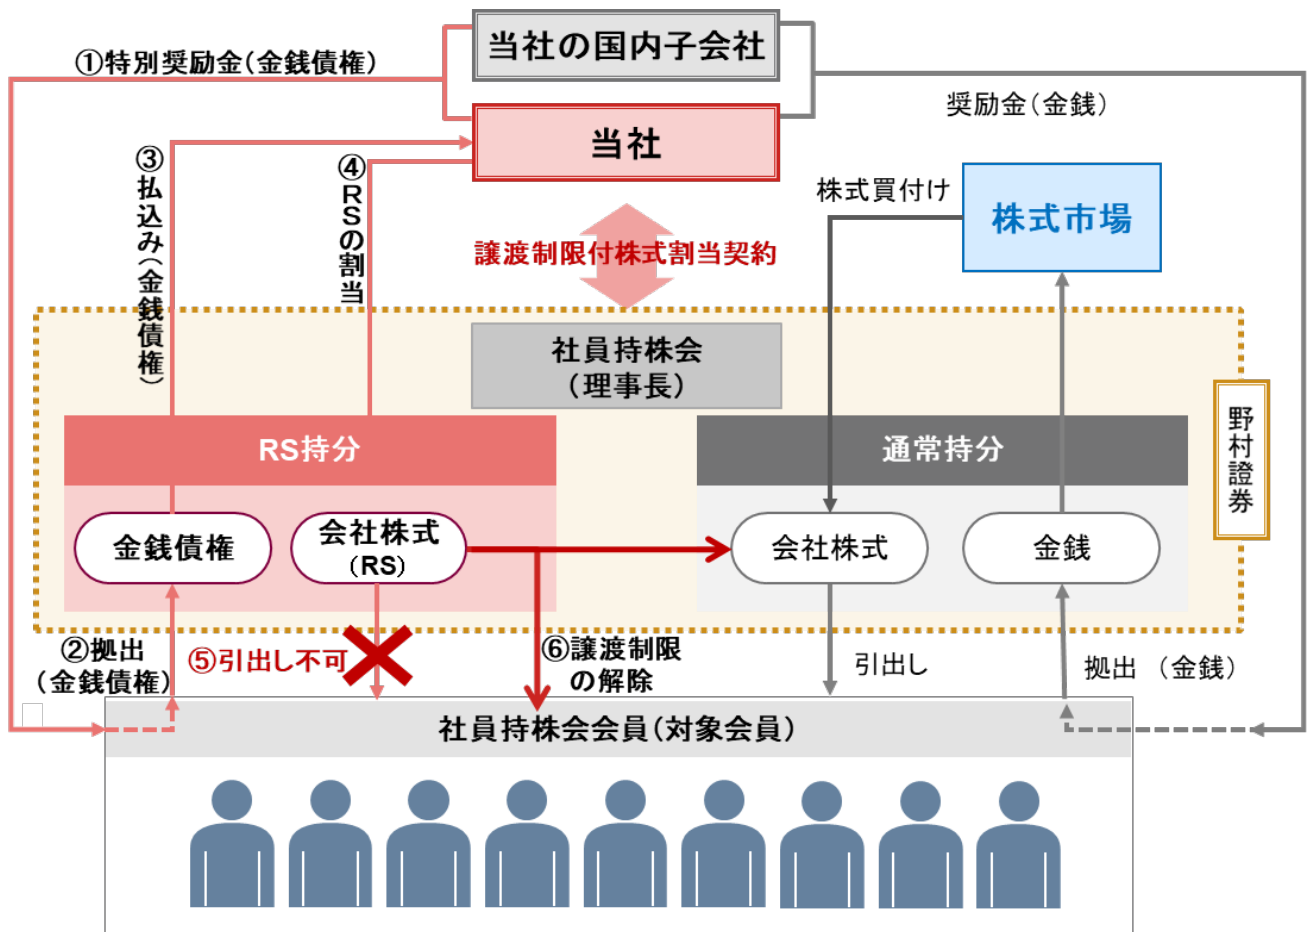 当社の国内子会社
①特別奨励金(金銭債権)
奨励金(金銭)
当社
③払込み(金銭債権)
④RSの割当
株式買付け
株式市場
譲渡制限付株式割当契約
社員持株会
(理事長)
野村證券
RS持分
通常持分
金銭債権
会社株式
(RS)
会社株式
金銭
②拠出
(金銭債権)
⑤引出し不可
⑥譲渡制限
の解除
引出し
拠出 (金銭)
社員持株会会員(対象会員)